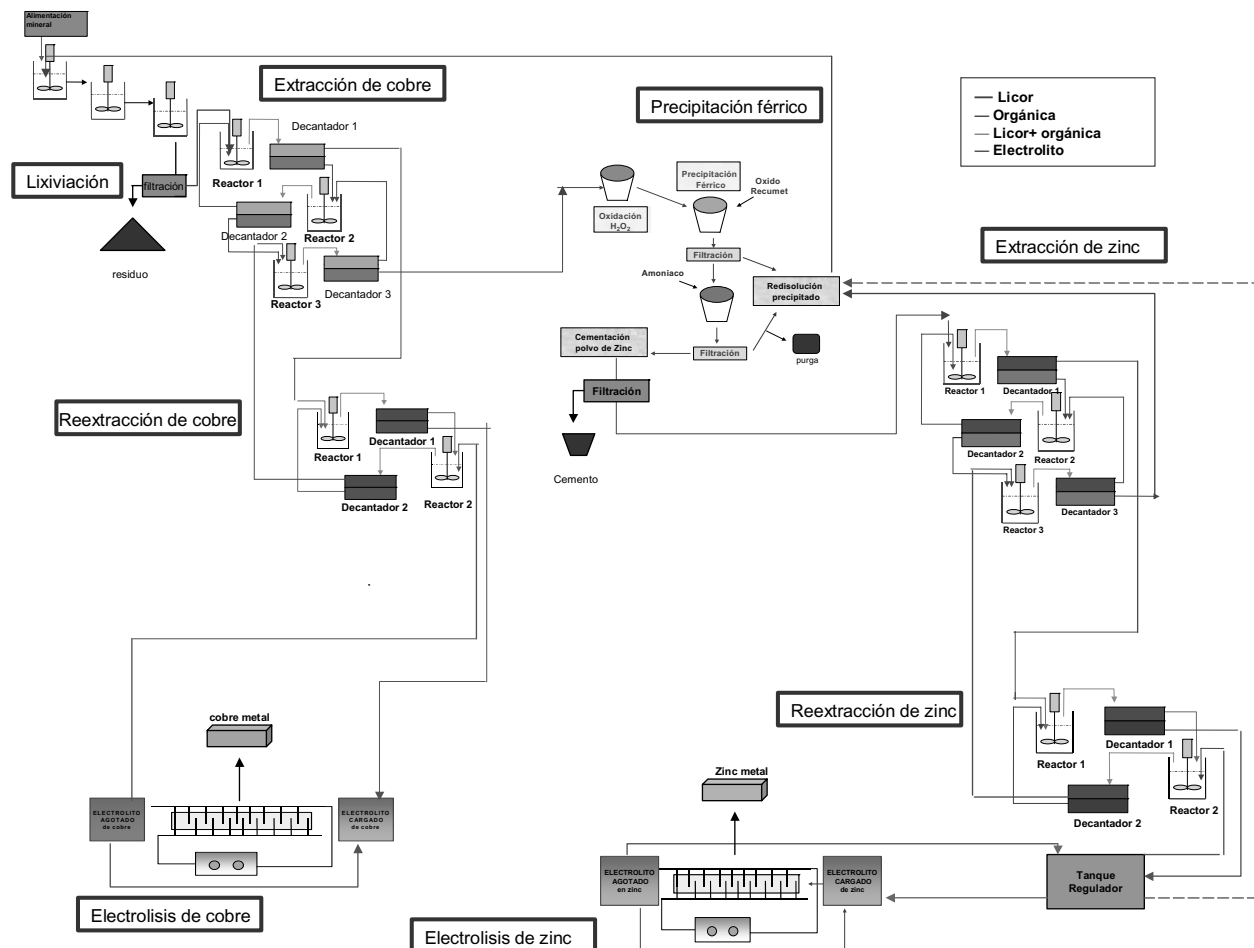 Alimentación
mineral
Extracción de cobre
Precipitación férrico
Licor
Orgánica
Licor+ orgánica
Electrolito
Lixiviación
filtración
residuo
Decantador 1
Reactor 1
Decantador 2
Reactor 2
Reactor 3
Decantador 3
Oxidación
H2O2
Precipitación
Férrico
Oxido
Recumet
Filtración
Amoniaco
Redisolución
precipitado
Cementación
polvo de Zinc
Filtración
purga
Filtración
Cemento
Extracción de zinc
Reactor 1
Decantador 1
Decantador 2
Reactor 2
Reactor 3
Decantador 3
Reextracción de cobre
Reactor 1
Decantador 1
Decantador 2
Reactor 2
cobre metal
ELECTROLITO
AGOTADO
de cobre
ELECTROLITO
CARGADO
de cobre
Electrolisis de cobre
Reextracción de zinc
Reactor 1
Decantador 1
Decantador 2
Reactor 2
Zinc metal
ELECTROLITO
AGOTADO
en zinc
ELECTROLITO
CARGADO
de zinc
Tanque
Regulador
Electrolisis de zinc